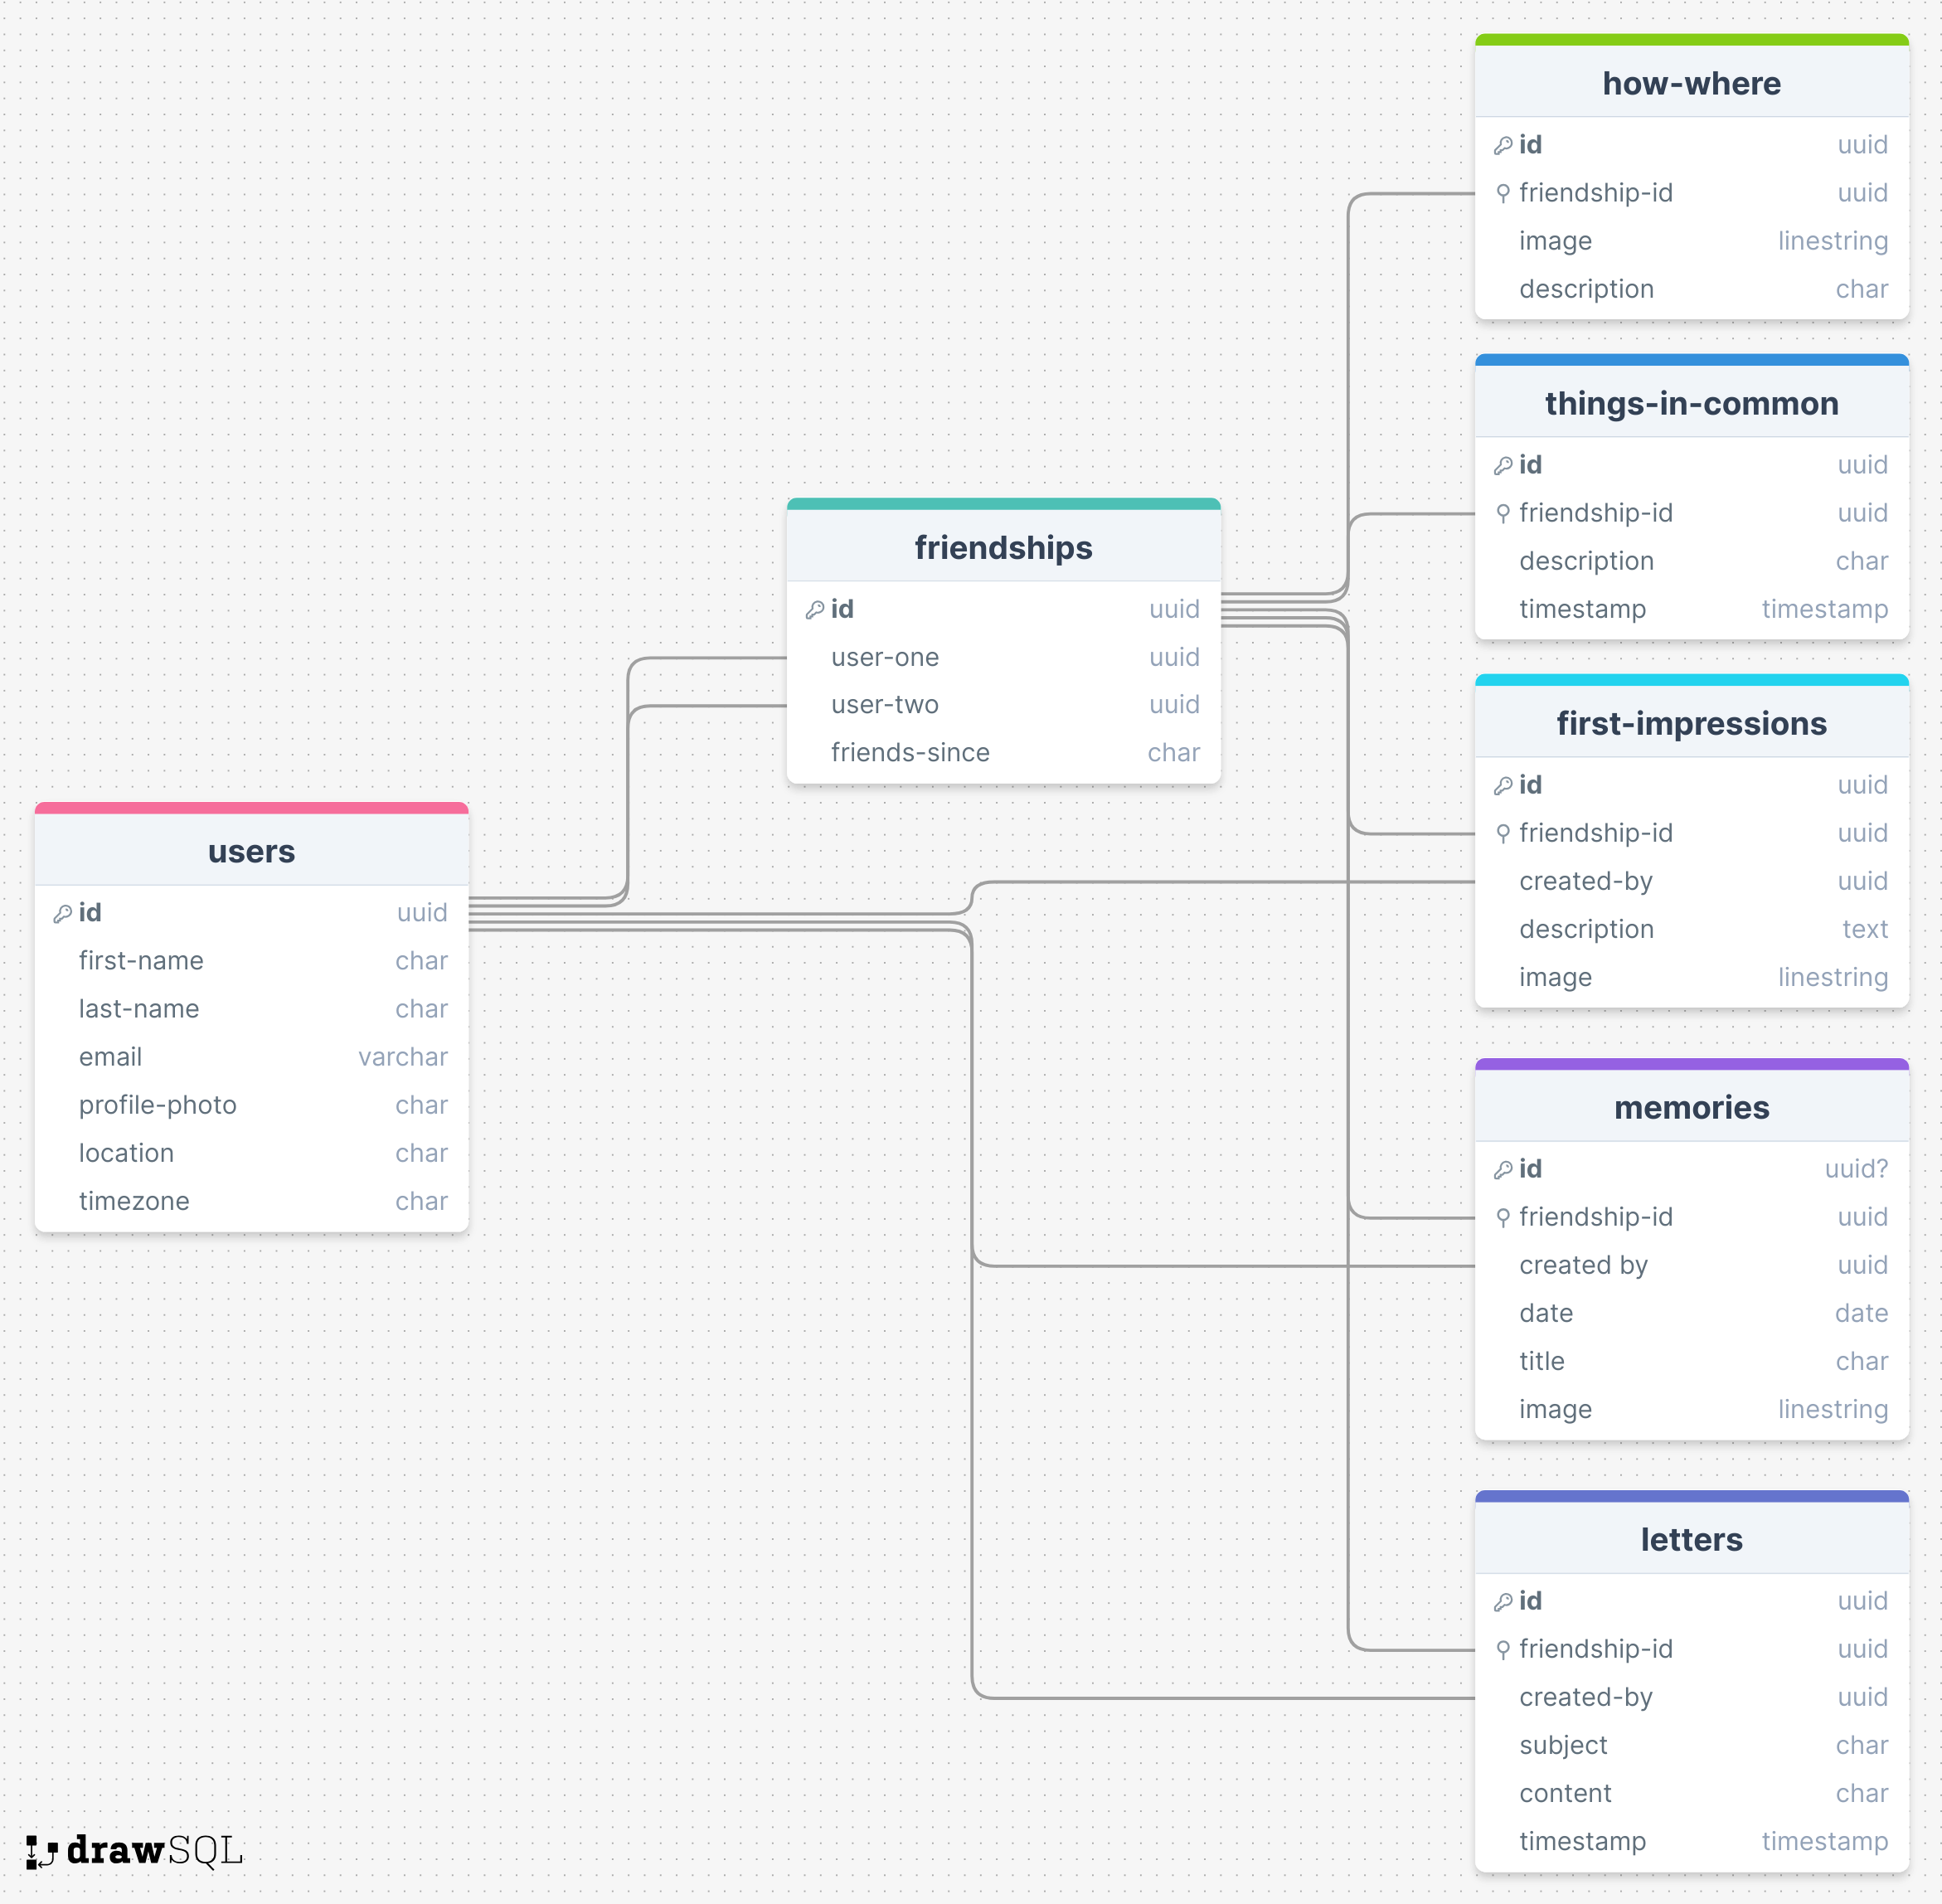 how-where
id uuid
friendship-id uuid
image linestring
description char
things-in-common
id uuid
friendship-id uuid
description char
timestamp timestamp
friendships
id uuid
user-one uuid
user-two uuid
friends-since char
first-impressions
id uuid
friendship-id uuid
created-by uuid
description text
image linestring
users
id uuid
first-name char
last-name char
email varchar
profile-photo char
location char
timezone char
memories
id uuid?
friendship-id uuid
created by uuid
date date
title char
image linestring
letters
id uuid
friendship-id uuid
created-by uuid
subject char
content char
timestamp timestamp
drawSQL